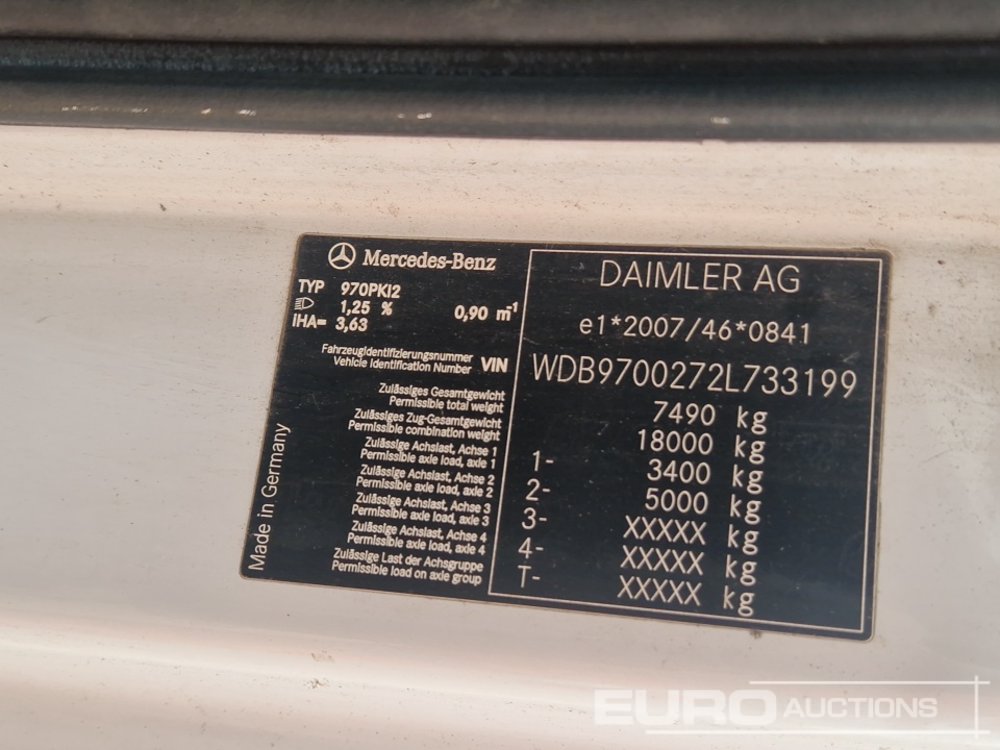 Mercedes-Benz
TYP 970PKI2
1,25 % 0,90 m⁻¹
IHA= 3,63
Fahrzeugidentifizierungsnummer
Vehicle Identification Number VIN
Zulässiges Gesamtgewicht
Permissible total weight
Zulässiges Zug-Gesamtgewicht
Permissible combination weight
Zulässige Achslast, Achse 1
Permissible axle load, axle 1
Zulässige Achslast, Achse 2
Permissible axle load, axle 2
Zulässige Achslast, Achse 3
Permissible axle load, axle 3
Zulässige Achslast, Achse 4
Permissible axle load, axle 4
Zulässige Last der Achsgruppe
Permissible load on axle group
Made in Germany
DAIMLER AG
e1*2007/46*0841
WDB9700272L733199
7490 kg
18000 kg
1- 3400 kg
2- 5000 kg
3- XXXXX kg
4- XXXXX kg
T- XXXXX kg
EURO AUCTIONS